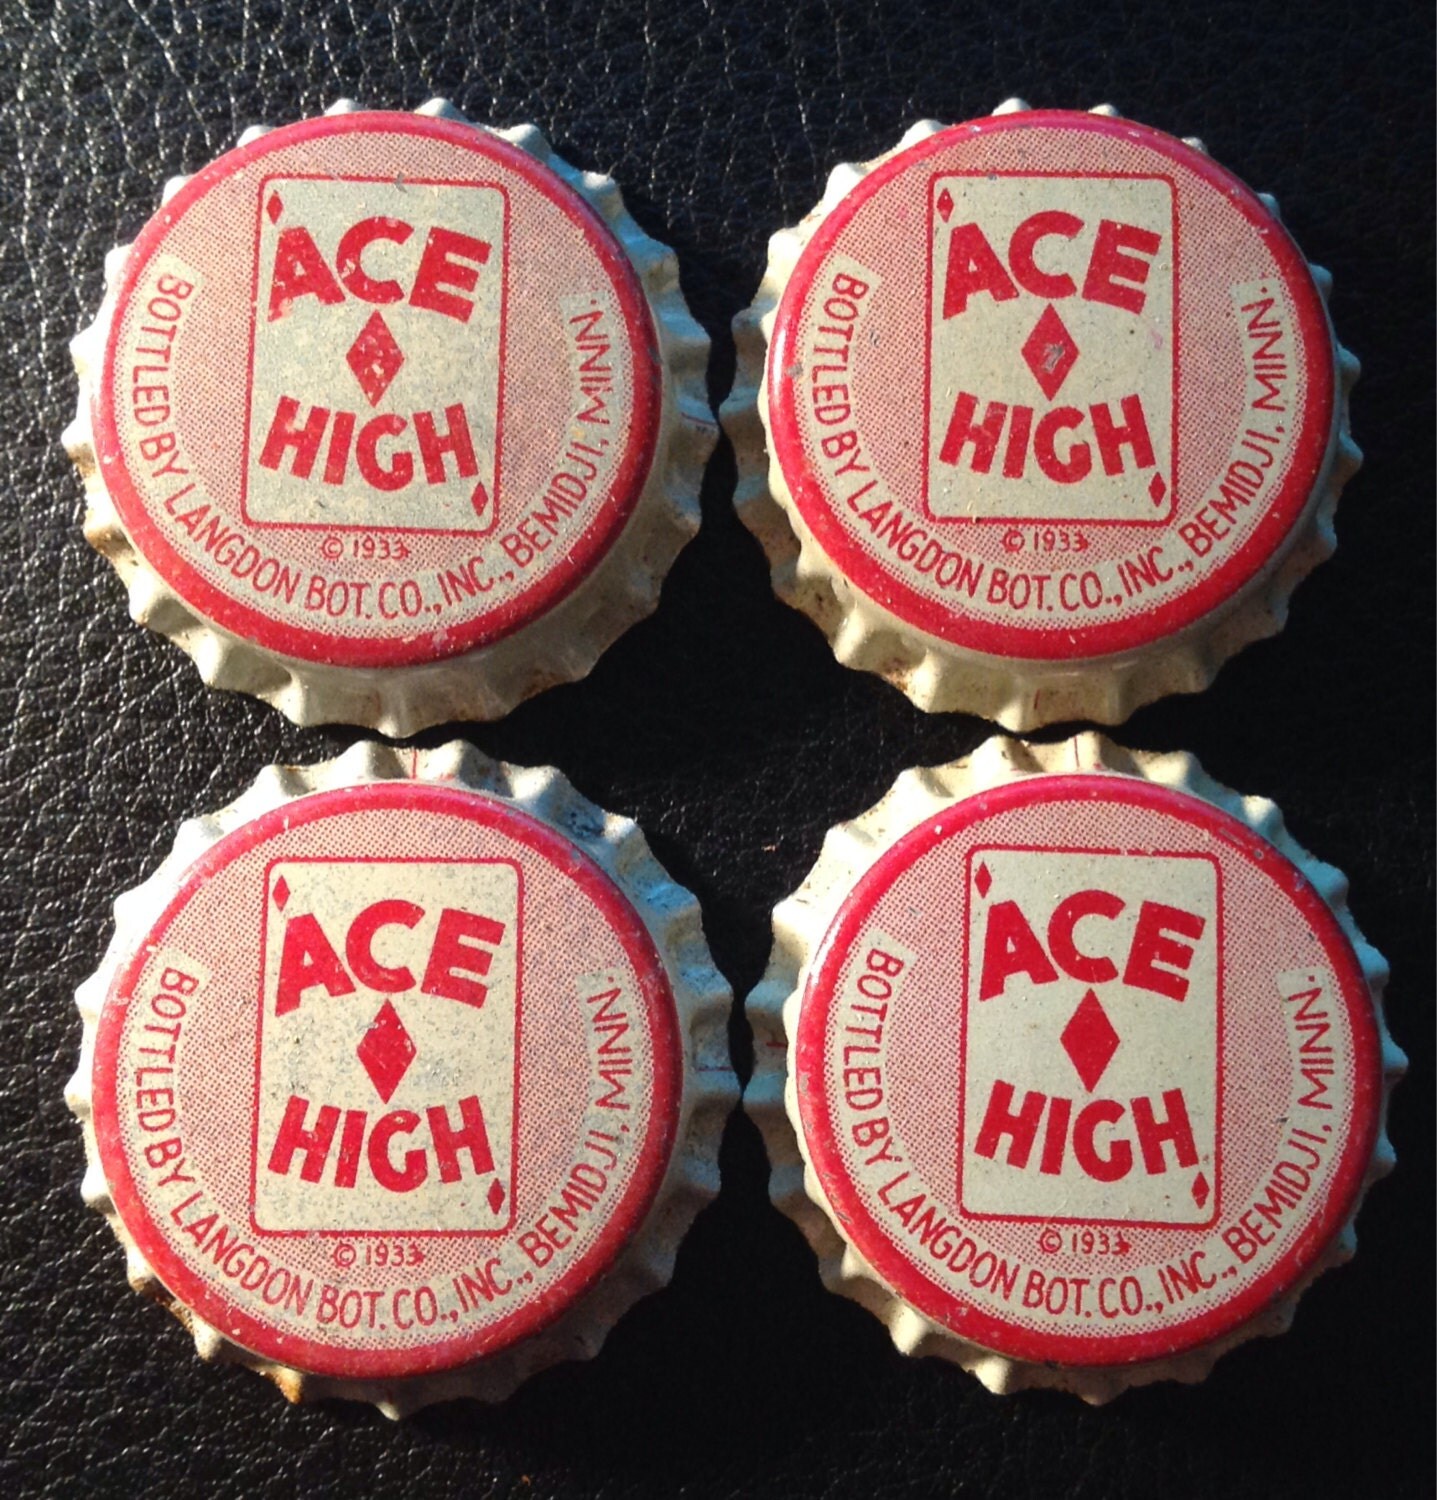 ACE
HIGH
© 1933
BOTTLED BY LANGDON BOT. CO., INC., BEMIDJI, MINN.
ACE
HIGH
© 1933
BOTTLED BY LANGDON BOT. CO., INC., BEMIDJI, MINN.
ACE
HIGH
© 1933
BOTTLED BY LANGDON BOT. CO., INC., BEMIDJI, MINN.
ACE
HIGH
© 1933
BOTTLED BY LANGDON BOT. CO., INC., BEMIDJI, MINN.